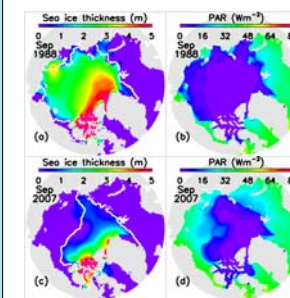 Sea ice thickness (m)
0 1 2 3 4 5
Sep
1988
(a)
PAR (Wm⁻²)
0 16 32 48 64 8
Sep
1988
(b)
Sea ice thickness (m)
0 1 2 3 4 5
Sep
2007
(c)
PAR (Wm⁻²)
0 16 32 48 64 8
Sep
2007
(d)